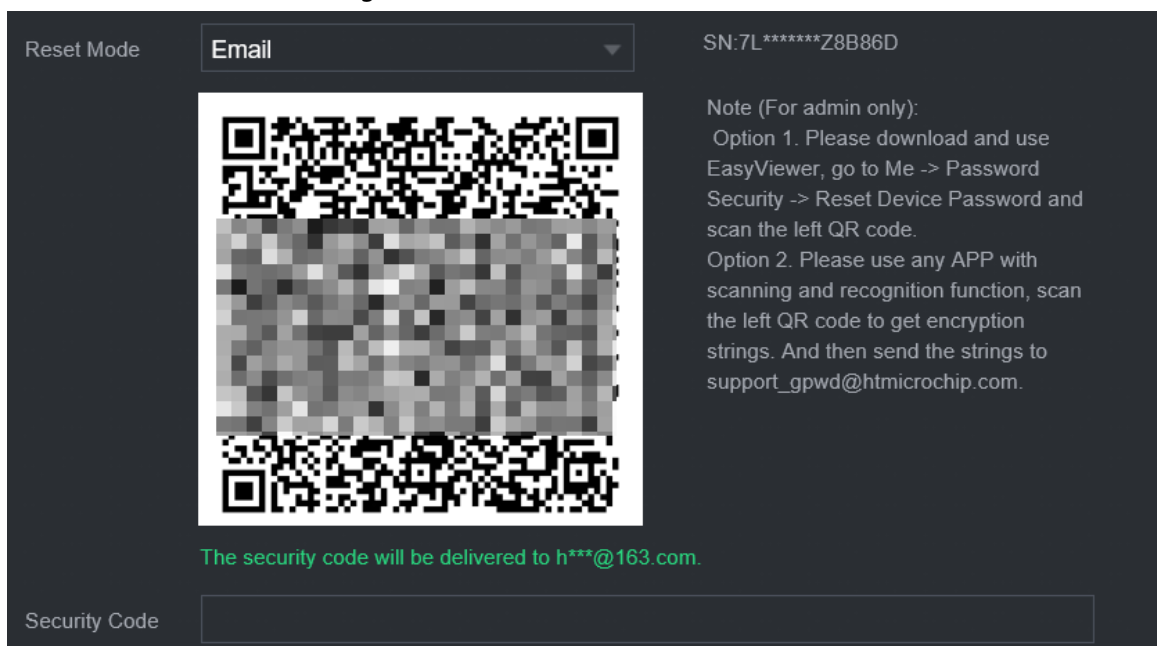 Reset Mode
Email
SN:7L*******Z8B86D
Note (For admin only):
Option 1. Please download and use
EasyViewer, go to Me -> Password
Security -> Reset Device Password and
scan the left QR code.
Option 2. Please use any APP with
scanning and recognition function, scan
the left QR code to get encryption
strings. And then send the strings to
support_gpwd@htmicrochip.com.
The security code will be delivered to h***@163.com.
Security Code